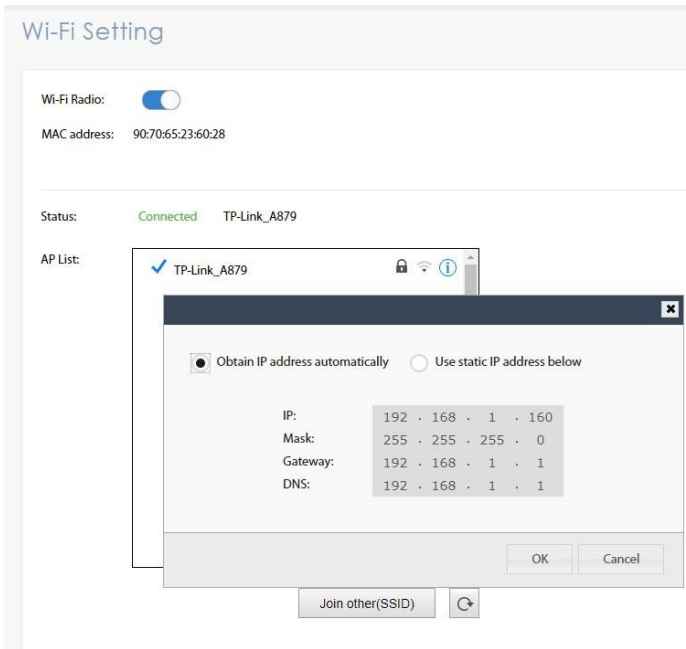 Wi-Fi Setting
Wi-Fi Radio:
MAC address: 90:70:65:23:60:28
Status: Connected TP-Link_A879
AP List:
TP-Link_A879
Obtain IP address automatically Use static IP address below
IP: 192 . 168 . 1 . 160
Mask: 255 . 255 . 255 . 0
Gateway: 192 . 168 . 1 . 1
DNS: 192 . 168 . 1 . 1
OK Cancel
Join other(SSID)